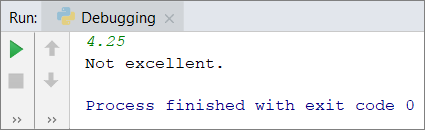 Run: Debugging
4.25
Not excellent.
Process finished with exit code 0